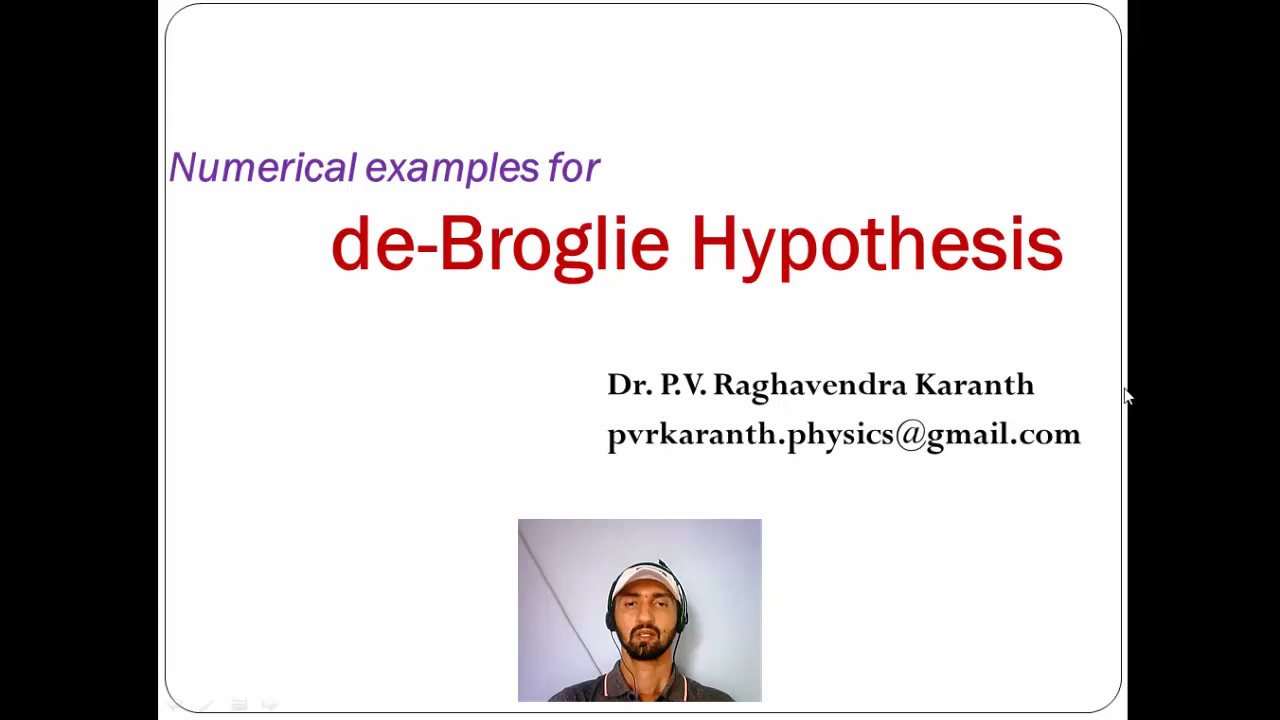 Numerical examples for
de-Broglie Hypothesis
Dr. P.V. Raghavendra Karanth
pvrkaranth.physics@gmail.com